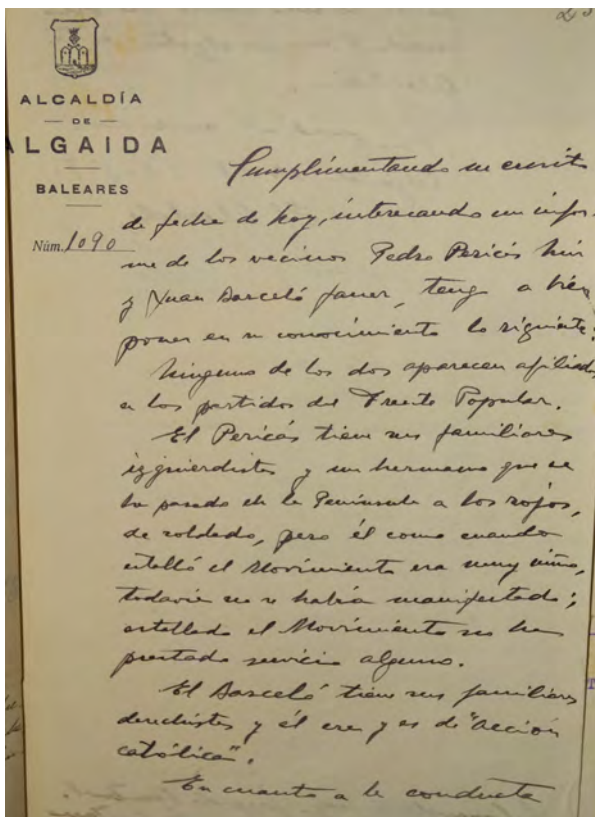 ALCALDÍA
DE
ALGAIDA
BALEARES
Núm. 1090
Cumplimentando su escrito
de fecha de hoy, interesando un infor-
me de los vecinos Pedro Pericás Mir
y Juan Barceló Janer, tengo a bien
poner en su conocimiento lo siguiente:
Ninguno de los dos aparecen afiliados
a los partidos del Frente Popular.
El Pericás tiene sus familiares
izquierdistas y un hermano que se
ha pasado en la Península a los rojos,
de soldado, pero él como cuando
estalló el Movimiento era muy niño,
todavía no se había manifestado;
estallado el Movimiento no ha
prestado servicio alguno.
El Barceló tiene sus familiares
derechistas y él era y es de "Acción
católica".
En cuanto a la conducta